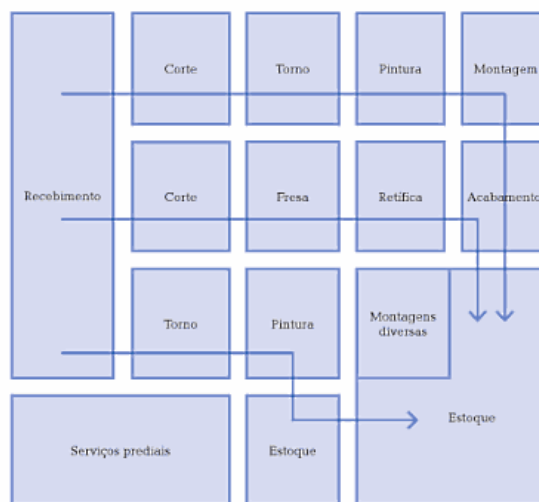 Corte
Torno
Pintura
Montagem
Recebimento
Corte
Fresa
Retífica
Acabamento
Torno
Pintura
Montagens
diversas
Estoque
Serviços prediais
Estoque